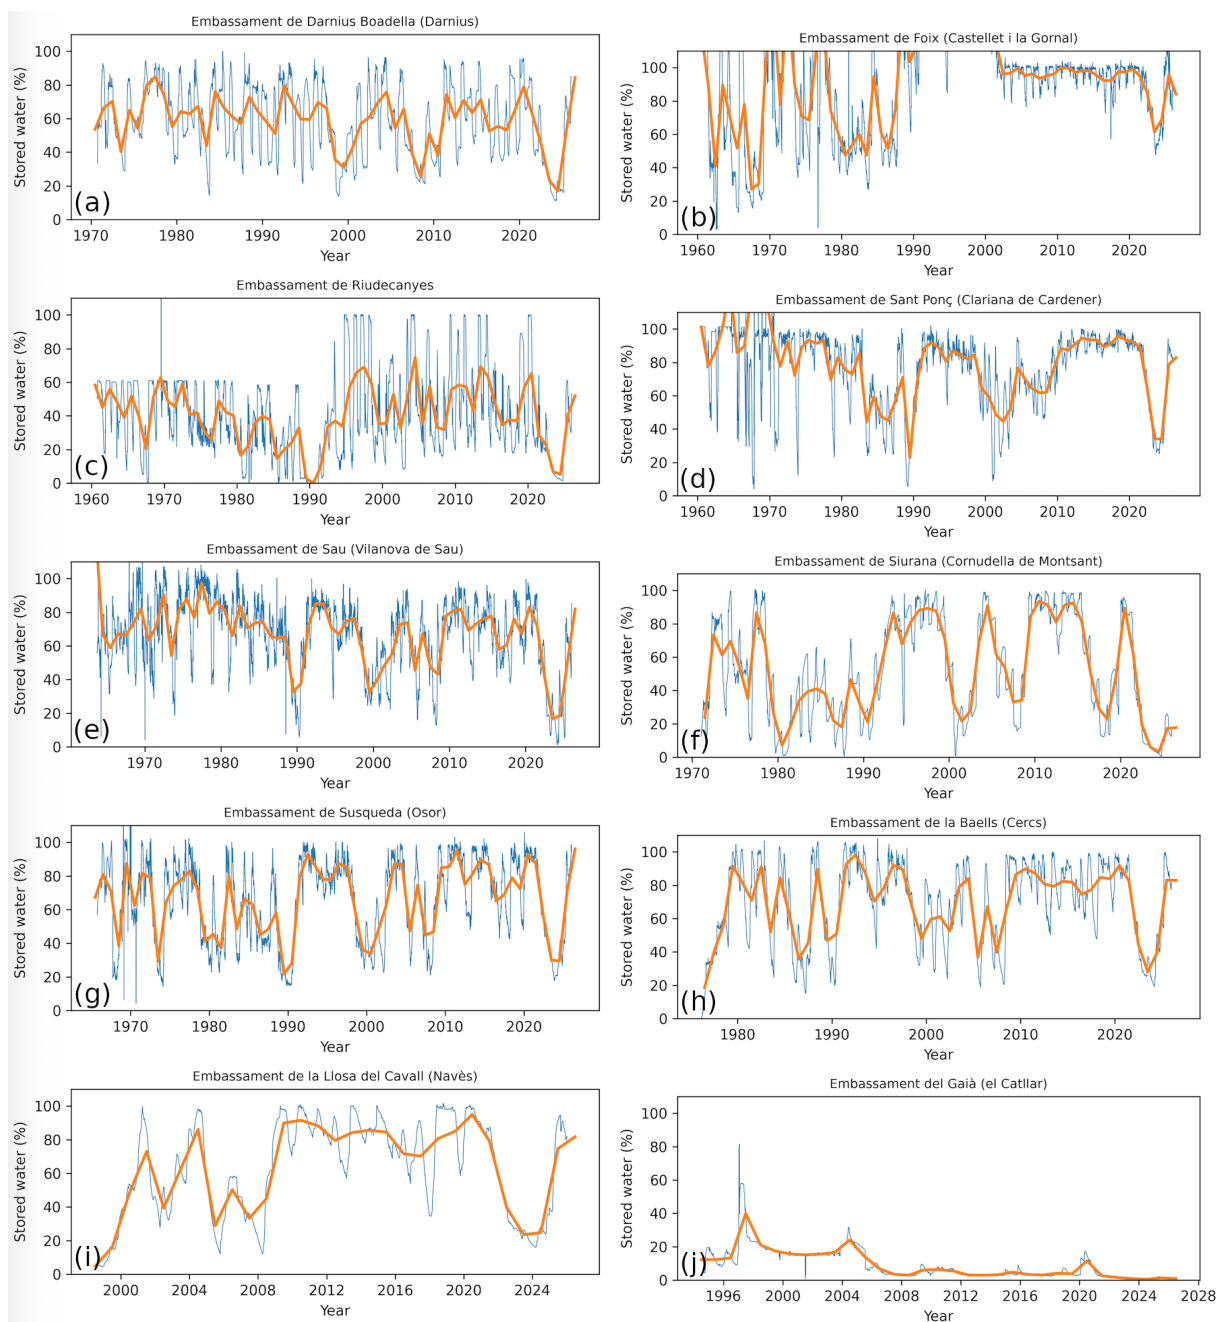 Embassament de Darnius Boadella (Darnius)
Stored water (%)
100
80
60
40
20
0
(a)
1970 1980 1990 2000 2010 2020
Year
Embassament de Foix (Castellet i la Gornal)
Stored water (%)
100
80
60
40
20
0
(b)
1960 1970 1980 1990 2000 2010 2020
Year
Embassament de Riudecanyes
Stored water (%)
100
80
60
40
20
0
(c)
1960 1970 1980 1990 2000 2010 2020
Year
Embassament de Sant Ponç (Clariana de Cardener)
Stored water (%)
100
80
60
40
20
0
(d)
1960 1970 1980 1990 2000 2010 2020
Year
Embassament de Sau (Vilanova de Sau)
Stored water (%)
100
80
60
40
20
0
(e)
1970 1980 1990 2000 2010 2020
Year
Embassament de Siurana (Cornudella de Montsant)
Stored water (%)
100
80
60
40
20
0
(f)
1970 1980 1990 2000 2010 2020
Year
Embassament de Susqueda (Osor)
Stored water (%)
100
80
60
40
20
0
(g)
1970 1980 1990 2000 2010 2020
Year
Embassament de la Baells (Cercs)
Stored water (%)
100
80
60
40
20
0
(h)
1980 1990 2000 2010 2020
Year
Embassament de la Llosa del Cavall (Navès)
Stored water (%)
100
80
60
40
20
0
(i)
2000 2004 2008 2012 2016 2020 2024
Year
Embassament del Gaià (el Catllar)
Stored water (%)
100
80
60
40
20
0
(j)
1996 2000 2004 2008 2012 2016 2020 2024 2028
Year